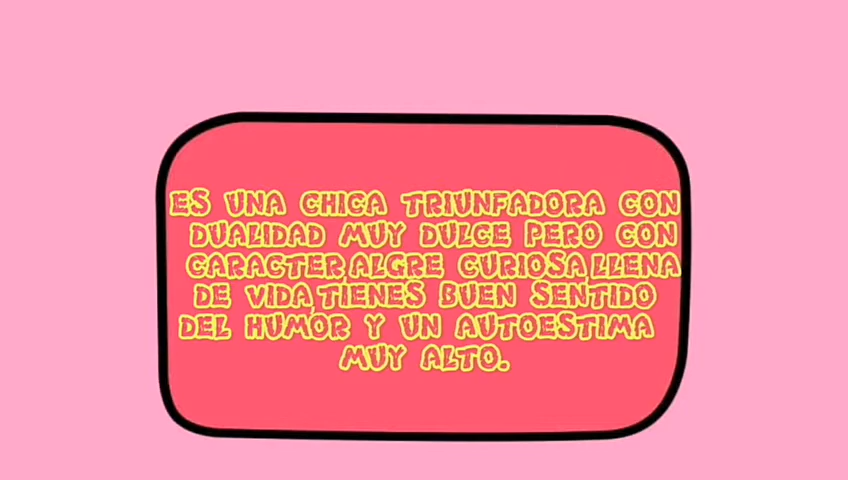 ES UNA CHICA TRIUNFADORA CON
DUALIDAD MUY DULCE PERO CON
CARACTER,ALGRE CURIOSA,LLENA
DE VIDA,TIENES BUEN SENTIDO
DEL HUMOR Y UN AUTOESTIMA
MUY ALTO.